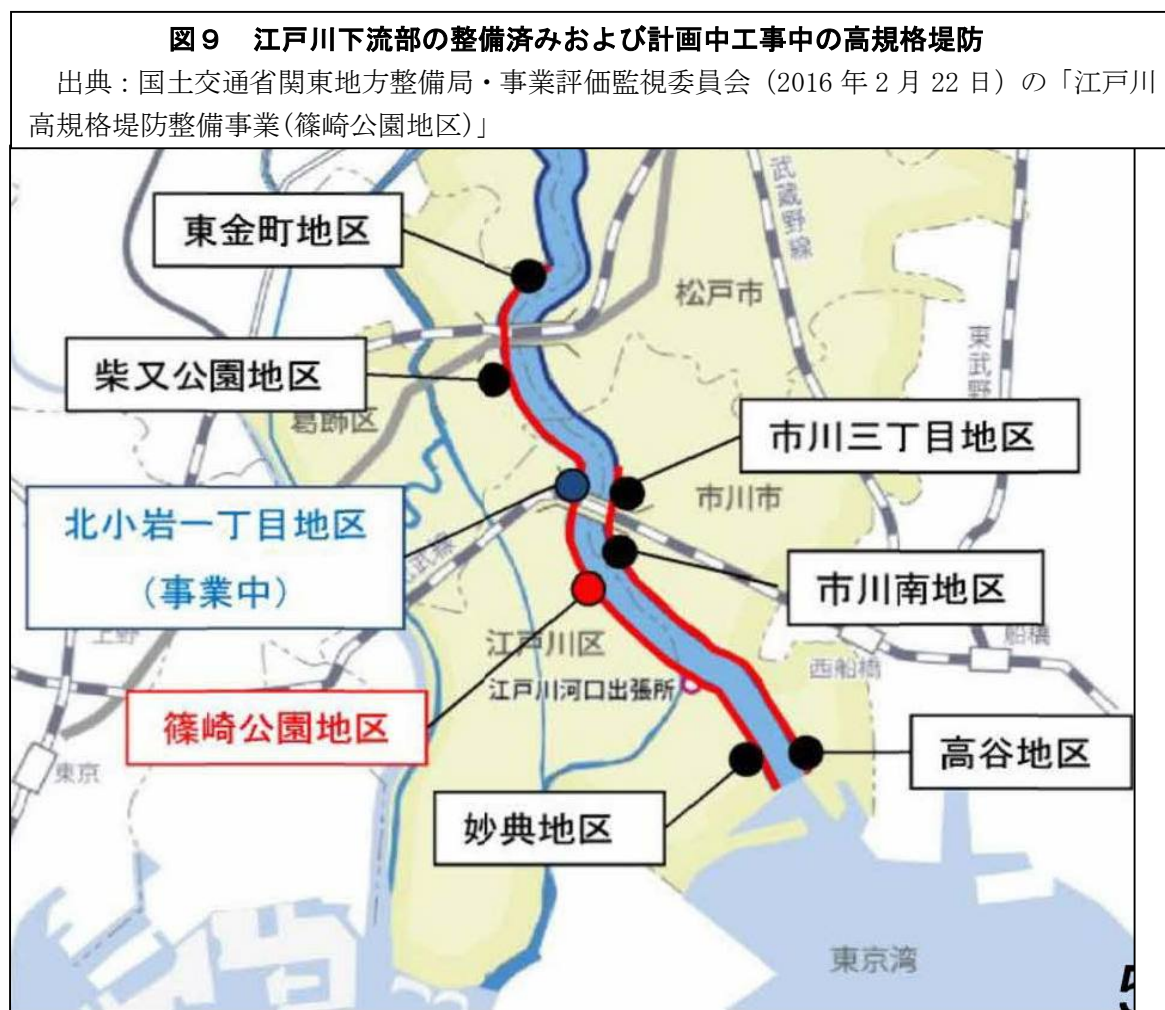 図９　江戸川下流部の整備済みおよび計画中工事中の高規格堤防
出典：国土交通省関東地方整備局・事業評価監視委員会（2016 年 2 月 22 日）の「江戸川
高規格堤防整備事業(篠崎公園地区)」
武蔵野線
東金町地区
松戸市
東武野
柴又公園地区
葛飾区
市川三丁目地区
市川市
北小岩一丁目地区
（事業中）
市川南地区
江戸川区
上野
船橋
西船橋
江戸川河口出張所
篠崎公園地区
東京
高谷地区
妙典地区
東京湾